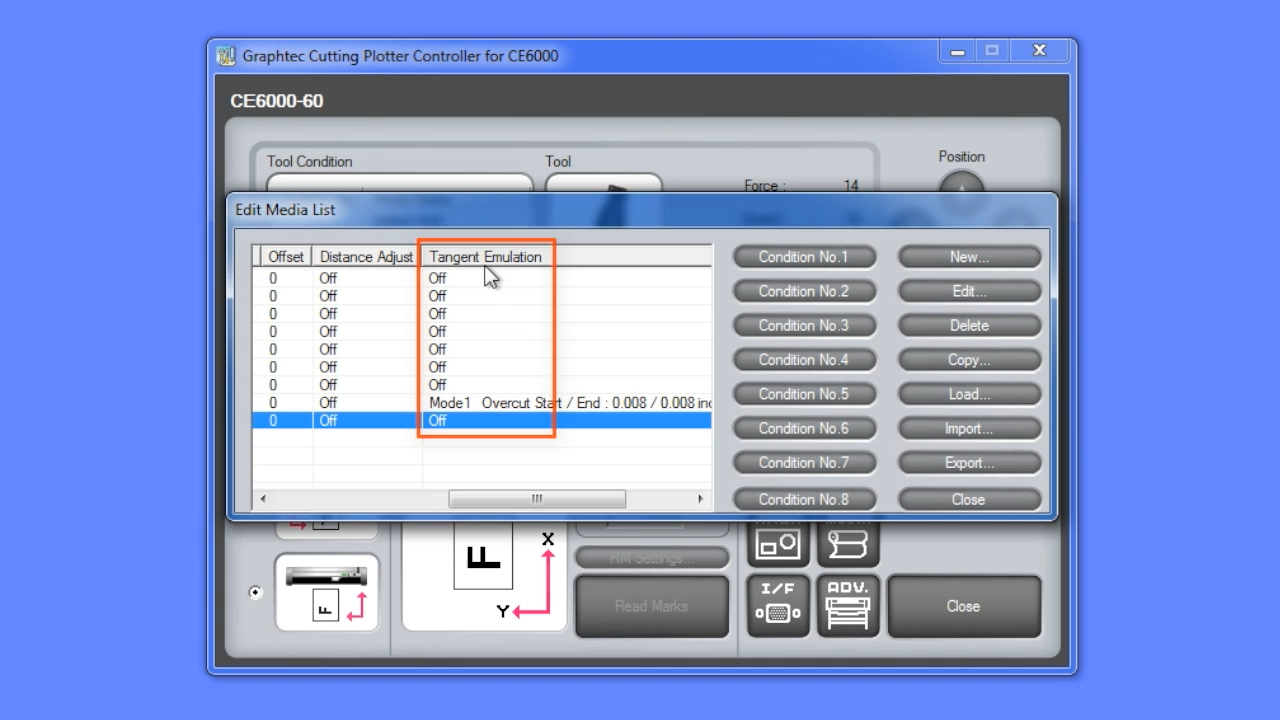 Graphtec Cutting Plotter Controller for CE6000
CE6000-60
Tool Condition
Tool
Force : 14
Position
Edit Media List
Offset Distance Adjust Tangent Emulation
0 Off Off
0 Off Off
0 Off Off
0 Off Off
0 Off Off
0 Off Off
0 Off Off
0 Off Mode1 Overcut Start / End : 0.008 / 0.008 inc
0 Off Off
Condition No.1
Condition No.2
Condition No.3
Condition No.4
Condition No.5
Condition No.6
Condition No.7
Condition No.8
New...
Edit...
Delete
Copy...
Load...
Import...
Export...
Close
F
F
X
Y
RM Settings...
Read Marks
I/F
ADV.
Close